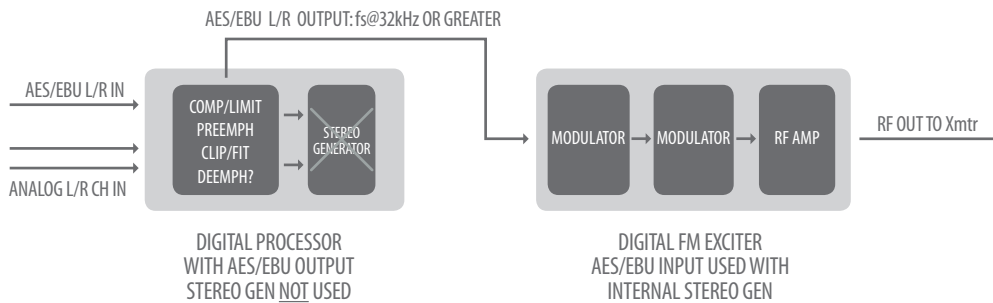 AES/EBU L/R OUTPUT: fs@32kHz OR GREATER
AES/EBU L/R IN
ANALOG L/R CH IN
COMP/LIMIT
PREEMPH
CLIP/FIT
DEEMPH?
STEREO
GENERATOR
MODULATOR
MODULATOR
RF AMP
RF OUT TO Xmtr
DIGITAL PROCESSOR
WITH AES/EBU OUTPUT
STEREO GEN NOT USED
DIGITAL FM EXCITER
AES/EBU INPUT USED WITH
INTERNAL STEREO GEN